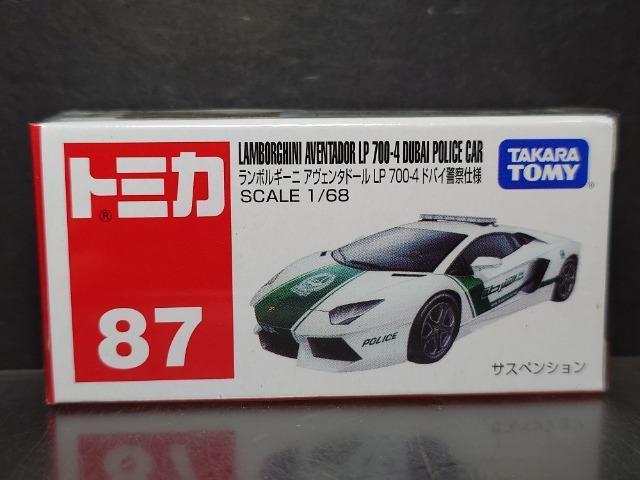 トミカ
®
87
LAMBORGHINI AVENTADOR LP 700-4 DUBAI POLICE CAR
ランボルギーニ アヴェンタドール LP 700-4 ドバイ警察仕様
SCALE 1/68
TAKARA
TOMY
®
POLICE
サスペンション